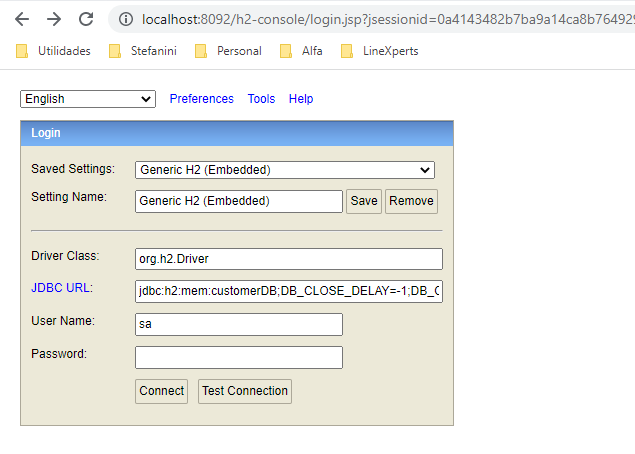 localhost:8092/h2-console/login.jsp?jsessionid=0a4143482b7ba9a14ca8b76492
Utilidades Stefanini Personal Alfa LineXperts
English Preferences Tools Help
Login
Saved Settings: Generic H2 (Embedded)
Setting Name: Generic H2 (Embedded) Save Remove
Driver Class: org.h2.Driver
JDBC URL: jdbc:h2:mem:customerDB;DB_CLOSE_DELAY=-1;DB_
User Name: sa
Password:
Connect Test Connection